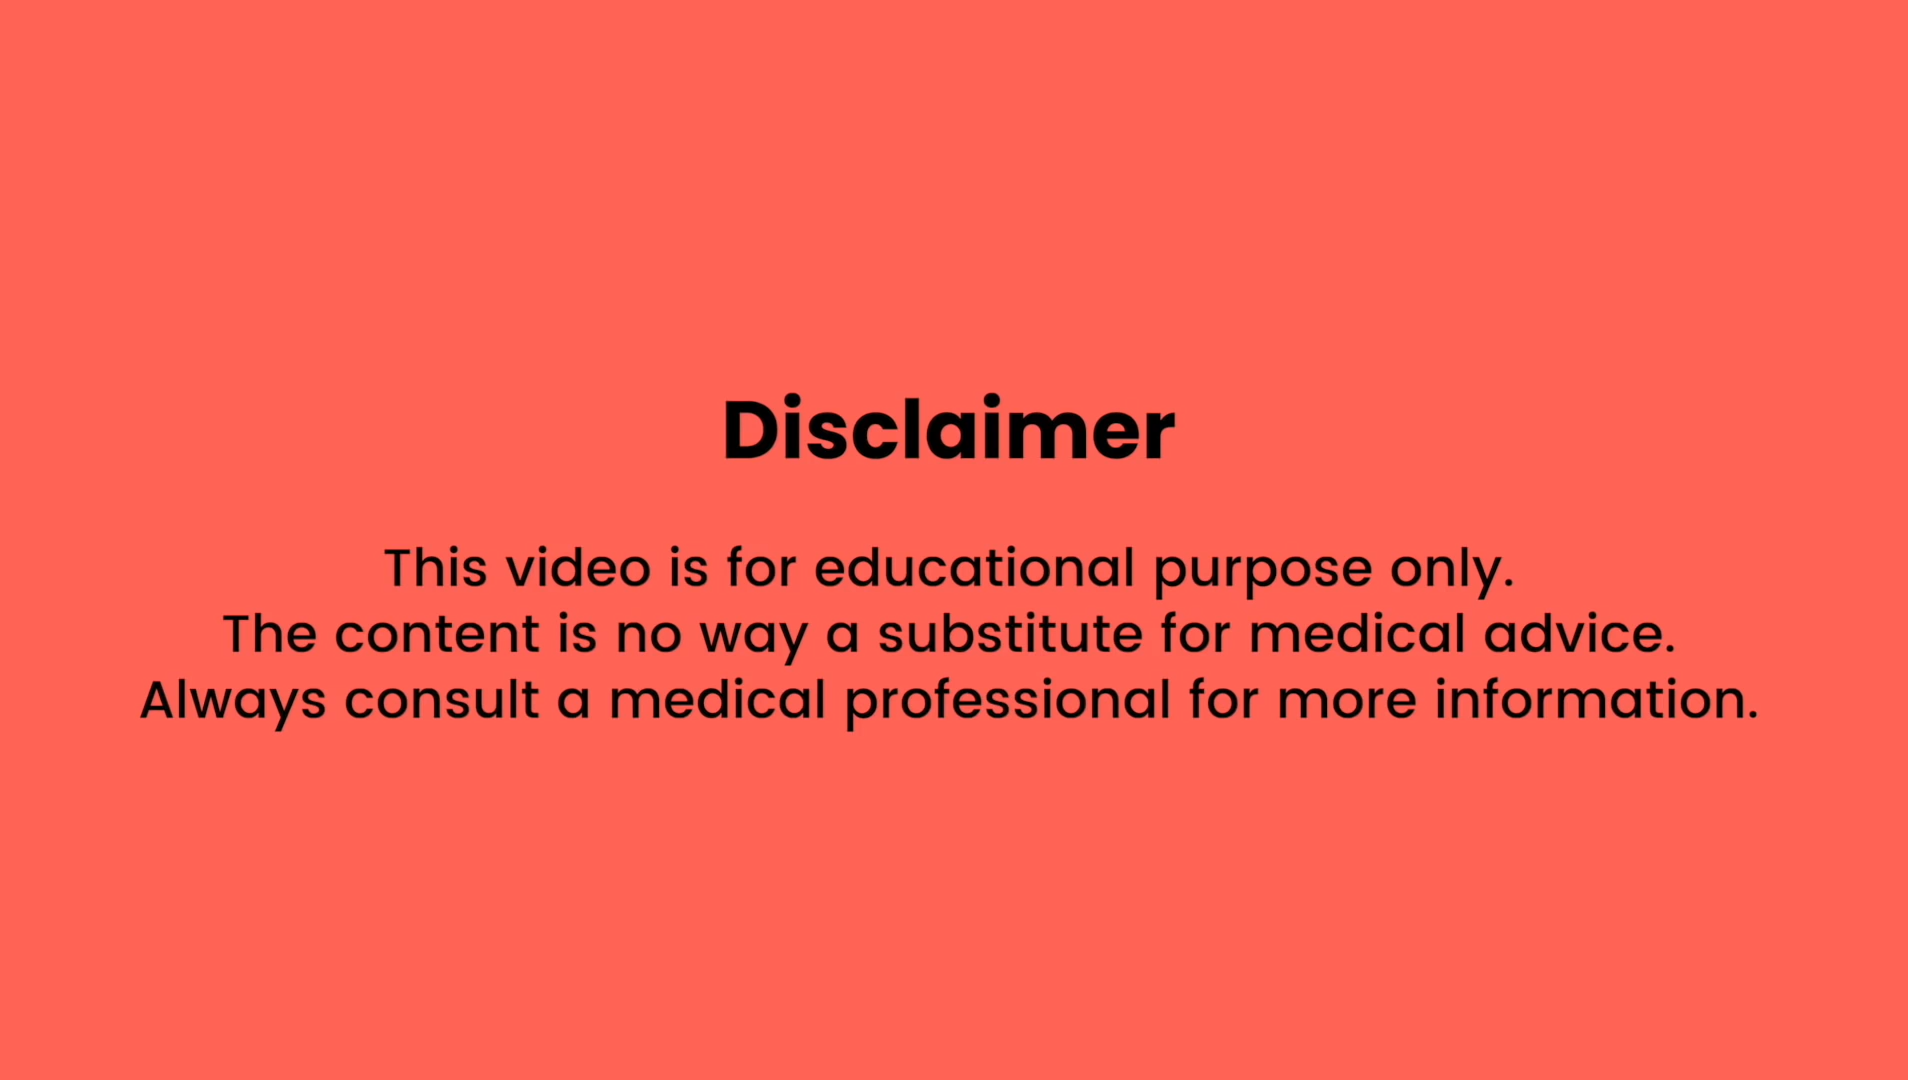 Disclaimer
This video is for educational purpose only.
The content is no way a substitute for medical advice.
Always consult a medical professional for more information.